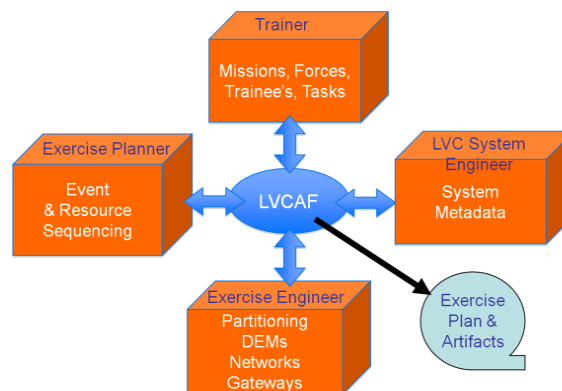 Trainer
Missions, Forces,
Trainee's, Tasks
Exercise Planner
Event
& Resource
Sequencing
LVCAF
LVC System
Engineer
System
Metadata
Exercise Engineer
Partitioning
DEMs
Networks
Gateways
Exercise
Plan &
Artifacts